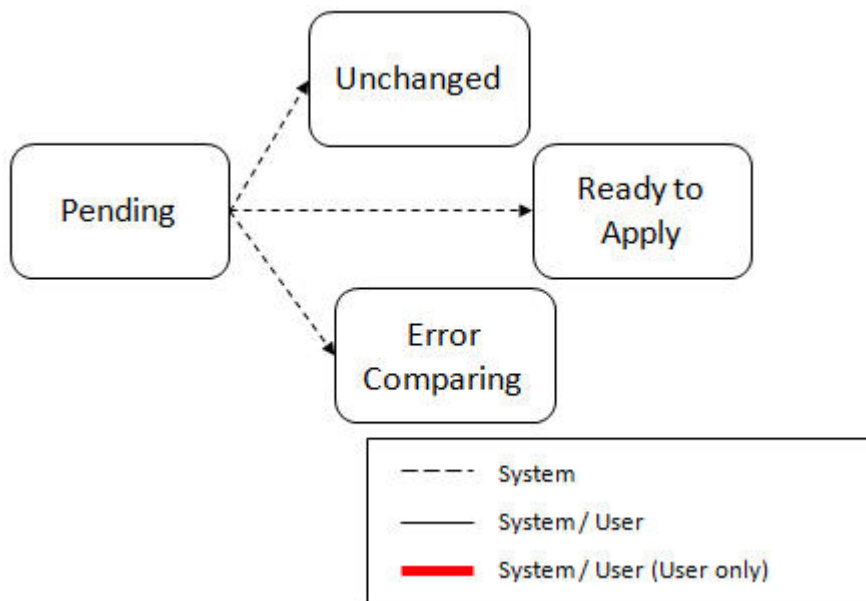 Unchanged
Pending
Ready to
Apply
Error
Comparing
System
System / User
System / User (User only)